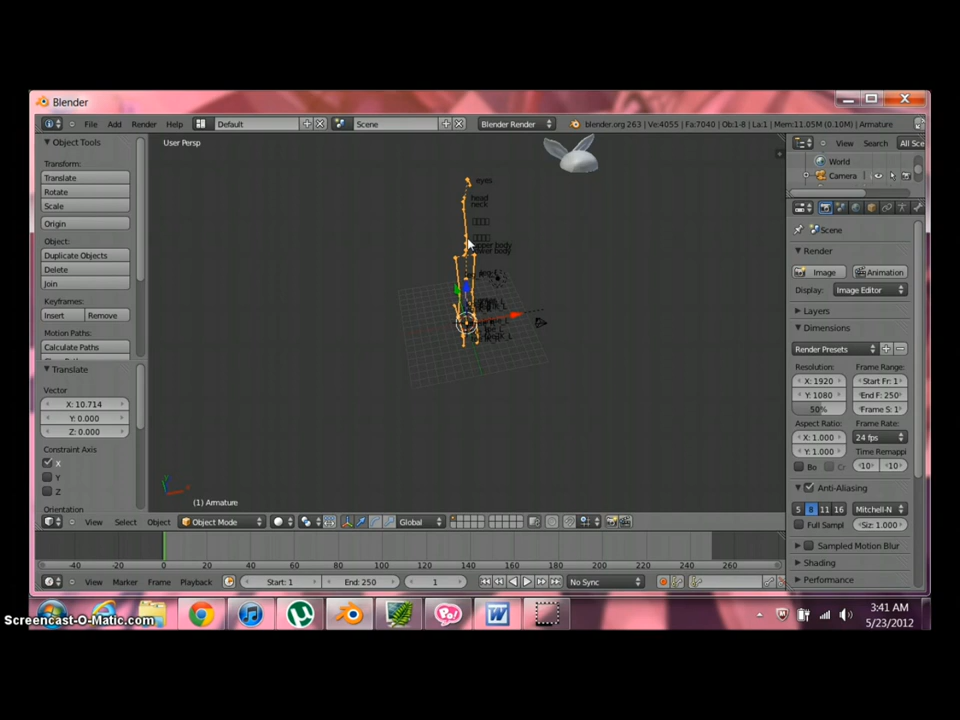 Blender
File Add Render Help Default Scene Blender Render blender.org 263 | Ve:4055 | Fa:7040 | Ob:1-8 | La:1 | Mem:11.05M (0.10M) | Armature
Object Tools
User Persp
View Search All Sce
Transform:
World
Translate
Camera
Rotate
Scale
Origin
Scene
Object:
Render
Duplicate Objects
Delete
Image Animation
Join
Display: Image Editor
Keyframes:
Layers
Insert Remove
Dimensions
Motion Paths:
Calculate Paths
Render Presets
Translate
Resolution: Frame Range:
Vector
X: 1920 Start Fr: 1
X: 10.714
Y: 1080 End F: 250
Y: 0.000
50% Frame S: 1
Z: 0.000
Aspect Ratio: Frame Rate:
Constraint Axis
X: 1.000 24 fps
X
Y: 1.000 Time Remappi
Y
Bo Cr 10 10
Z
Anti-Aliasing
Orientation
(1) Armature
5 8 11 16 Mitchell-N
View Select Object Object Mode Global
Full Sampl Siz: 1.000
Sampled Motion Blur
Shading
-40 -20 0 20 40 60 80 100 120 140 160 180 200 220 240 260
Performance
View Marker Frame Playback Start: 1 End: 250 1 No Sync
eyes
head
neck
upper body
3:41 AM
5/23/2012
Screencast-O-Matic.com